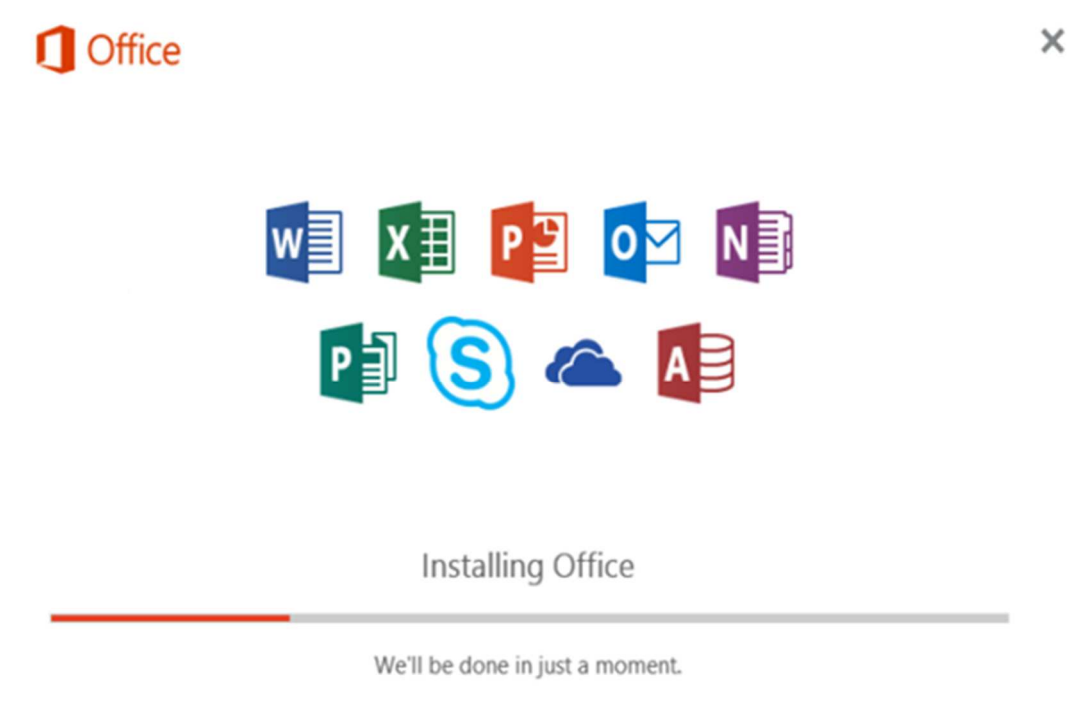 Office
W X P O N
P S A
Installing Office
We'll be done in just a moment.